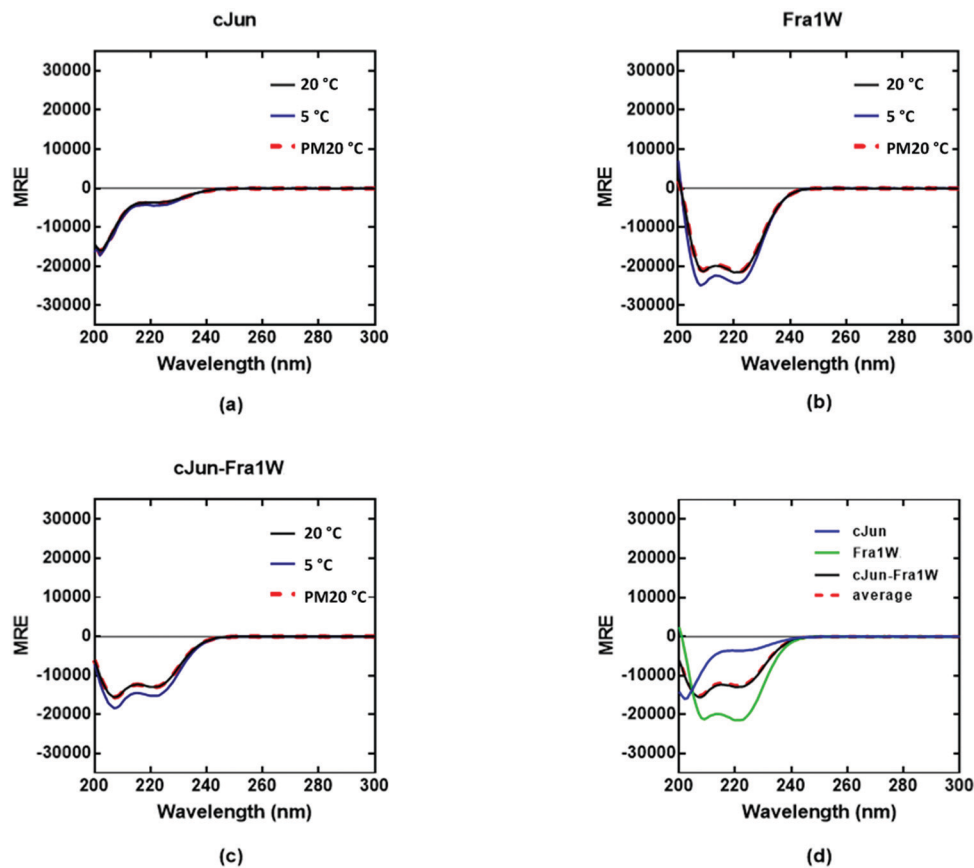 cJun
30000
20000
10000
0
-10000
-20000
-30000
MRE
20 °C
5 °C
PM20 °C
200 220 240 260 280 300
Wavelength (nm)
(a)
Fra1W
30000
20000
10000
0
-10000
-20000
-30000
MRE
20 °C
5 °C
PM20 °C
200 220 240 260 280 300
Wavelength (nm)
(b)
cJun-Fra1W
30000
20000
10000
0
-10000
-20000
-30000
MRE
20 °C
5 °C
PM20 °C
200 220 240 260 280 300
Wavelength (nm)
(c)
30000
20000
10000
0
-10000
-20000
-30000
MRE
cJun
Fra1W
cJun-Fra1W
average
200 220 240 260 280 300
Wavelength (nm)
(d)